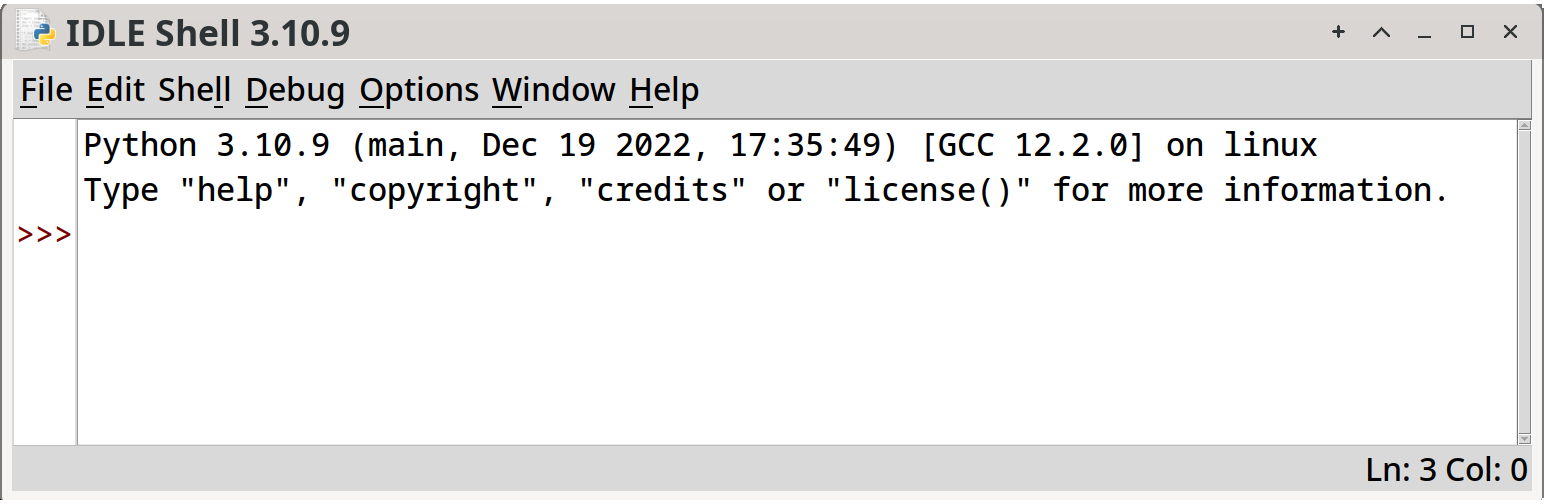 IDLE Shell 3.10.9
File Edit Shell Debug Options Window Help
Python 3.10.9 (main, Dec 19 2022, 17:35:49) [GCC 12.2.0] on linux
Type "help", "copyright", "credits" or "license()" for more information.
>>>
Ln: 3 Col: 0